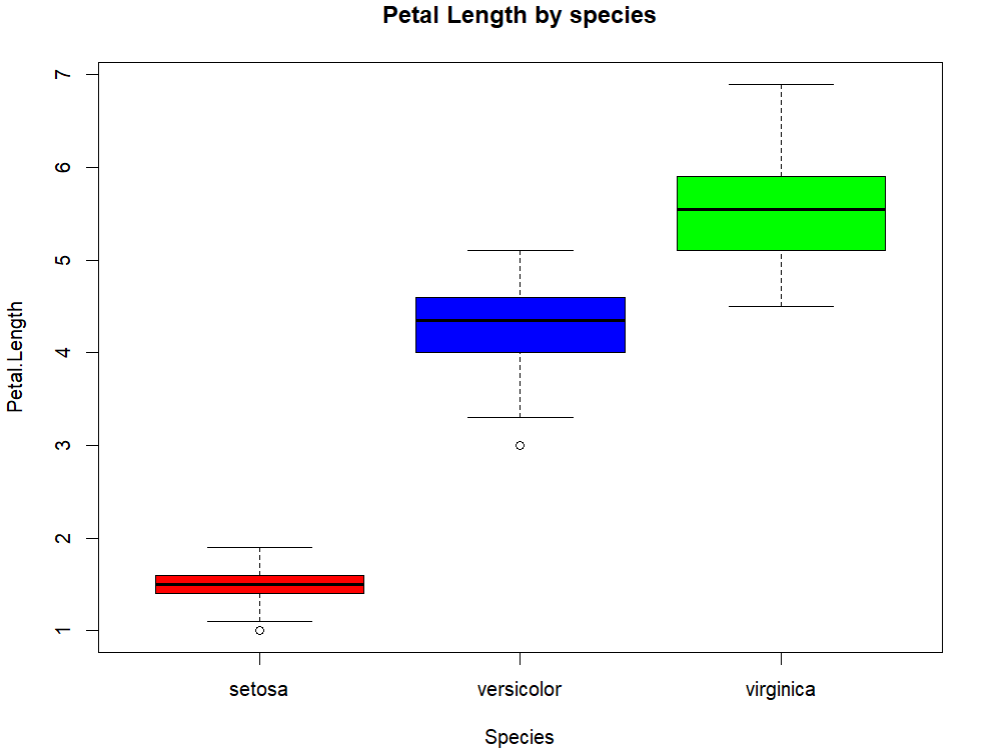 Petal Length by species
Petal.Length
7
6
5
4
3
2
1
setosa versicolor virginica
Species